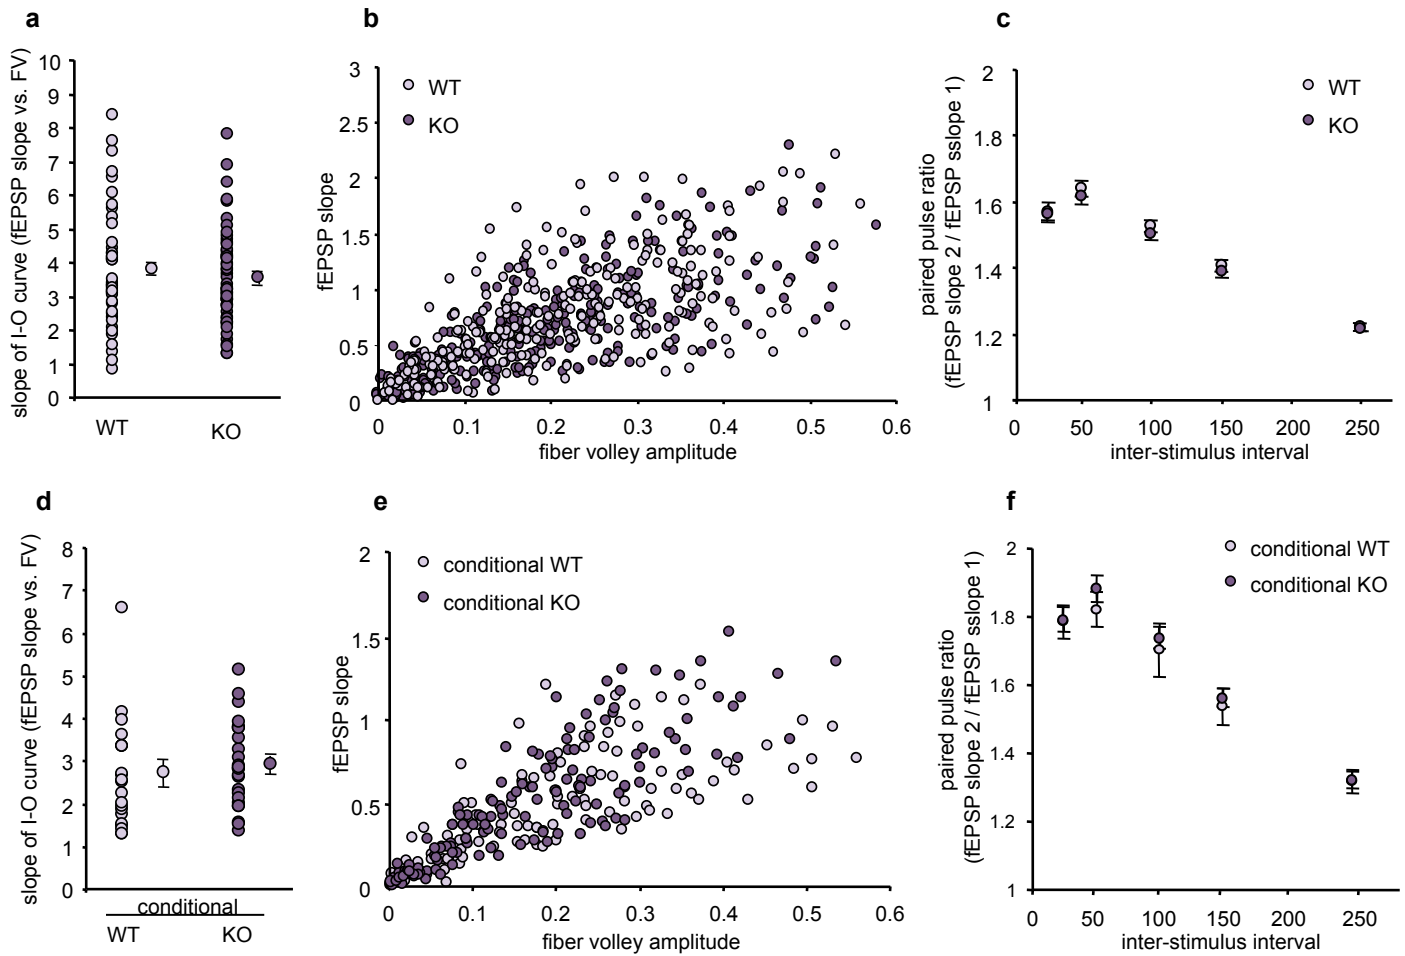 a
slope of I-O curve (fEPSP slope vs. FV)
10
9
8
7
6
5
4
3
2
1
0
WT
KO
b
fEPSP slope
3
2.5
2
1.5
1
0.5
0
WT
KO
0 0.1 0.2 0.3 0.4 0.5 0.6
fiber volley amplitude
c
paired pulse ratio
(fEPSP slope 2 / fEPSP sslope 1)
2
1.8
1.6
1.4
1.2
1
WT
KO
0 50 100 150 200 250
inter-stimulus interval
d
slope of I-O curve (fEPSP slope vs. FV)
8
7
6
5
4
3
2
1
0
conditional
WT KO
e
fEPSP slope
2
1.5
1
0.5
0
conditional WT
conditional KO
0 0.1 0.2 0.3 0.4 0.5 0.6
fiber volley amplitude
f
paired pulse ratio
(fEPSP slope 2 / fEPSP sslope 1)
2
1.8
1.6
1.4
1.2
1
conditional WT
conditional KO
0 50 100 150 200 250
inter-stimulus interval